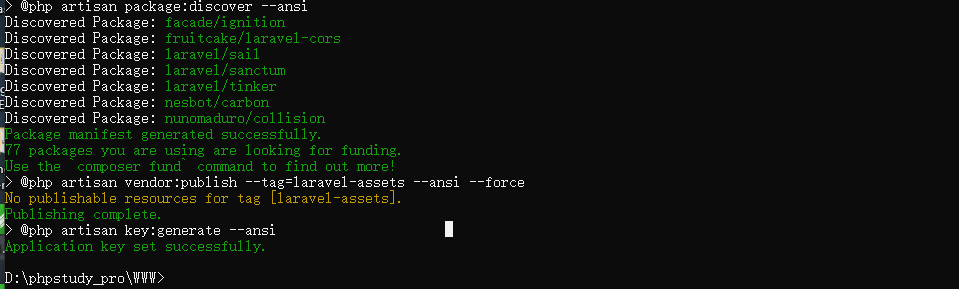 > @php artisan package:discover --ansi
Discovered Package: facade/ignition
Discovered Package: fruitcake/laravel-cors
Discovered Package: laravel/sail
Discovered Package: laravel/sanctum
Discovered Package: laravel/tinker
Discovered Package: nesbot/carbon
Discovered Package: nunomaduro/collision
Package manifest generated successfully.
77 packages you are using are looking for funding.
Use the `composer fund` command to find out more!
> @php artisan vendor:publish --tag=laravel-assets --ansi --force
No publishable resources for tag [laravel-assets].
Publishing complete.
> @php artisan key:generate --ansi
Application key set successfully.
D:\phpstudy_pro\WWW>